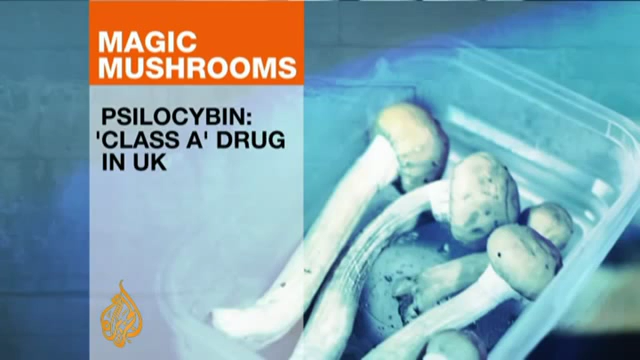 MAGIC
MUSHROOMS
PSILOCYBIN:
'CLASS A' DRUG
IN UK